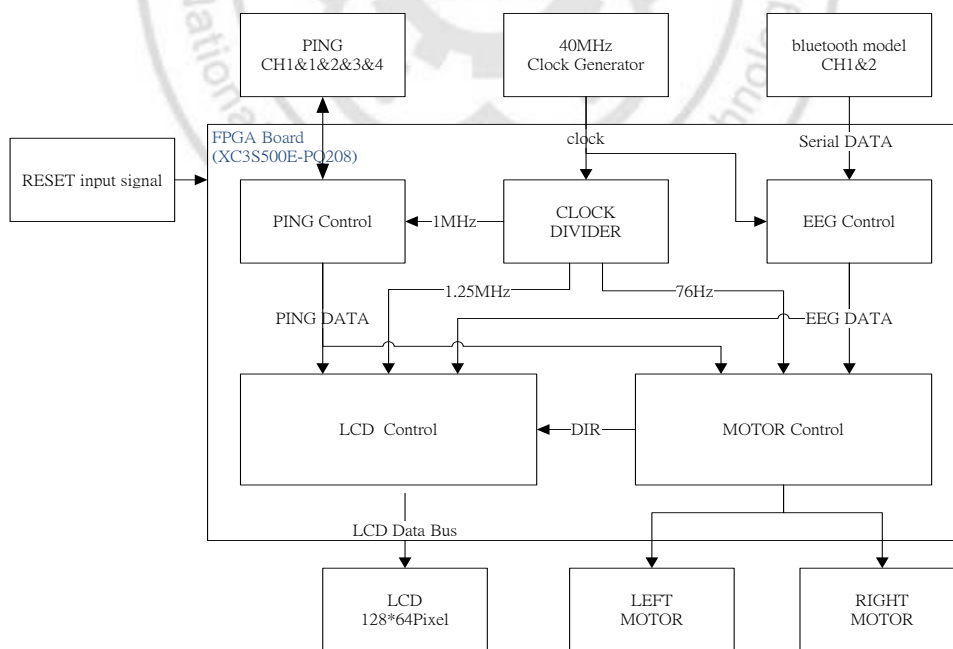 PING
CH1&1&2&3&4
40MHz
Clock Generator
bluetooth model
CH1&2
RESET input signal
FPGA Board
(XC3S500E-PQ208)
clock
Serial DATA
PING Control
1MHz
CLOCK
DIVIDER
EEG Control
1.25MHz
76Hz
PING DATA
EEG DATA
LCD Control
DIR
MOTOR Control
LCD Data Bus
LCD
128*64Pixel
LEFT
MOTOR
RIGHT
MOTOR